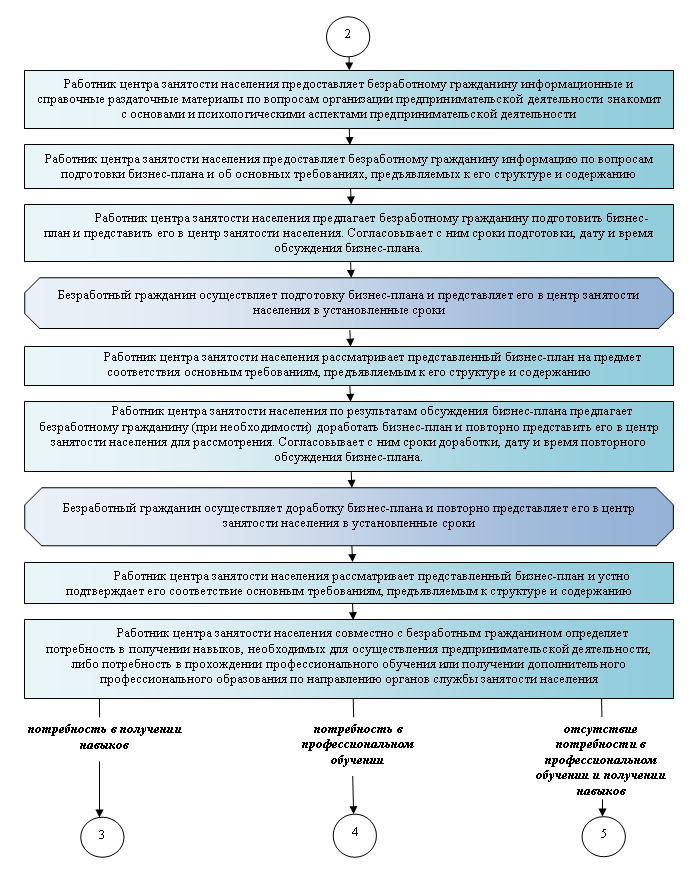 2
Работник центра занятости населения предоставляет безработному гражданину информационные и
справочные раздаточные материалы по вопросам организации предпринимательской деятельности знакомит
с основами и психологическими аспектами предпринимательской деятельности
Работник центра занятости населения предоставляет безработному гражданину информацию по вопросам
подготовки бизнес-плана и об основных требованиях, предъявляемых к его структуре и содержанию
Работник центра занятости населения предлагает безработному гражданину подготовить бизнес-
план и представить его в центр занятости населения. Согласовывает с ним сроки подготовки, дату и время
обсуждения бизнес-плана.
Безработный гражданин осуществляет подготовку бизнес-плана и представляет его в центр занятости
населения в установленные сроки
Работник центра занятости населения рассматривает представленный бизнес-план на предмет
соответствия основным требованиям, предъявляемым к его структуре и содержанию
Работник центра занятости населения по результатам обсуждения бизнес-плана предлагает
безработному гражданину (при необходимости) доработать бизнес-план и повторно представить его в центр
занятости населения для рассмотрения. Согласовывает с ним сроки доработки, дату и время повторного
обсуждения бизнес-плана.
Безработный гражданин осуществляет доработку бизнес-плана и повторно представляет его в центр
занятости населения в установленные сроки
Работник центра занятости населения рассматривает представленный бизнес-план и устно
подтверждает его соответствие основным требованиям, предъявляемым к структуре и содержанию
Работник центра занятости населения совместно с безработным гражданином определяет
потребность в получении навыков, необходимых для осуществления предпринимательской деятельности,
либо потребность в прохождении профессионального обучения или получении дополнительного
профессионального образования по направлению органов службы занятости населения
потребность в получении
навыков
потребность в
профессиональном
обучении
отсутствие
потребности в
профессиональном
обучении и получении
навыков
3
4
5